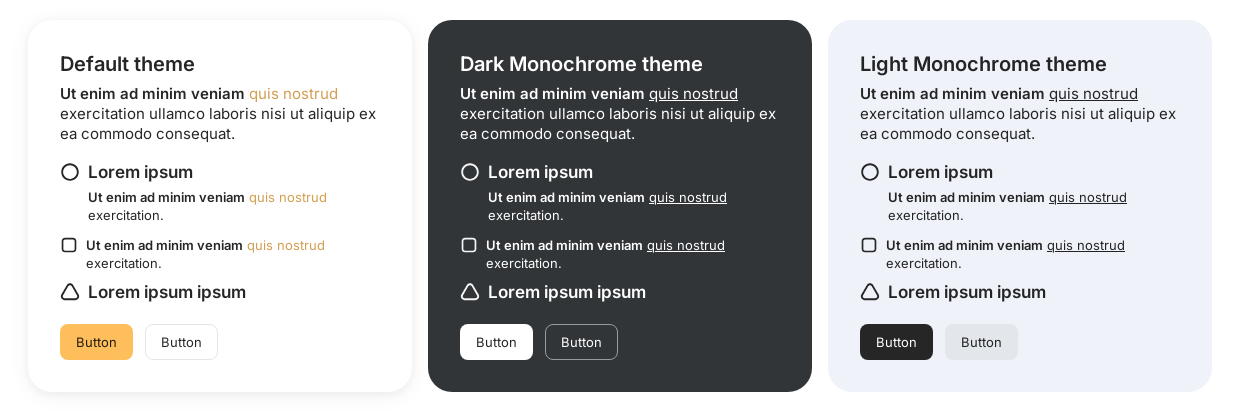 Default theme
Ut enim ad minim veniam quis nostrud
exercitation ullamco laboris nisi ut aliquip ex
ea commodo consequat.
Lorem ipsum
Ut enim ad minim veniam quis nostrud
exercitation.
Ut enim ad minim veniam quis nostrud
exercitation.
Lorem ipsum ipsum
Button Button
Dark Monochrome theme
Ut enim ad minim veniam quis nostrud
exercitation ullamco laboris nisi ut aliquip ex
ea commodo consequat.
Lorem ipsum
Ut enim ad minim veniam quis nostrud
exercitation.
Ut enim ad minim veniam quis nostrud
exercitation.
Lorem ipsum ipsum
Button Button
Light Monochrome theme
Ut enim ad minim veniam quis nostrud
exercitation ullamco laboris nisi ut aliquip ex
ea commodo consequat.
Lorem ipsum
Ut enim ad minim veniam quis nostrud
exercitation.
Ut enim ad minim veniam quis nostrud
exercitation.
Lorem ipsum ipsum
Button Button